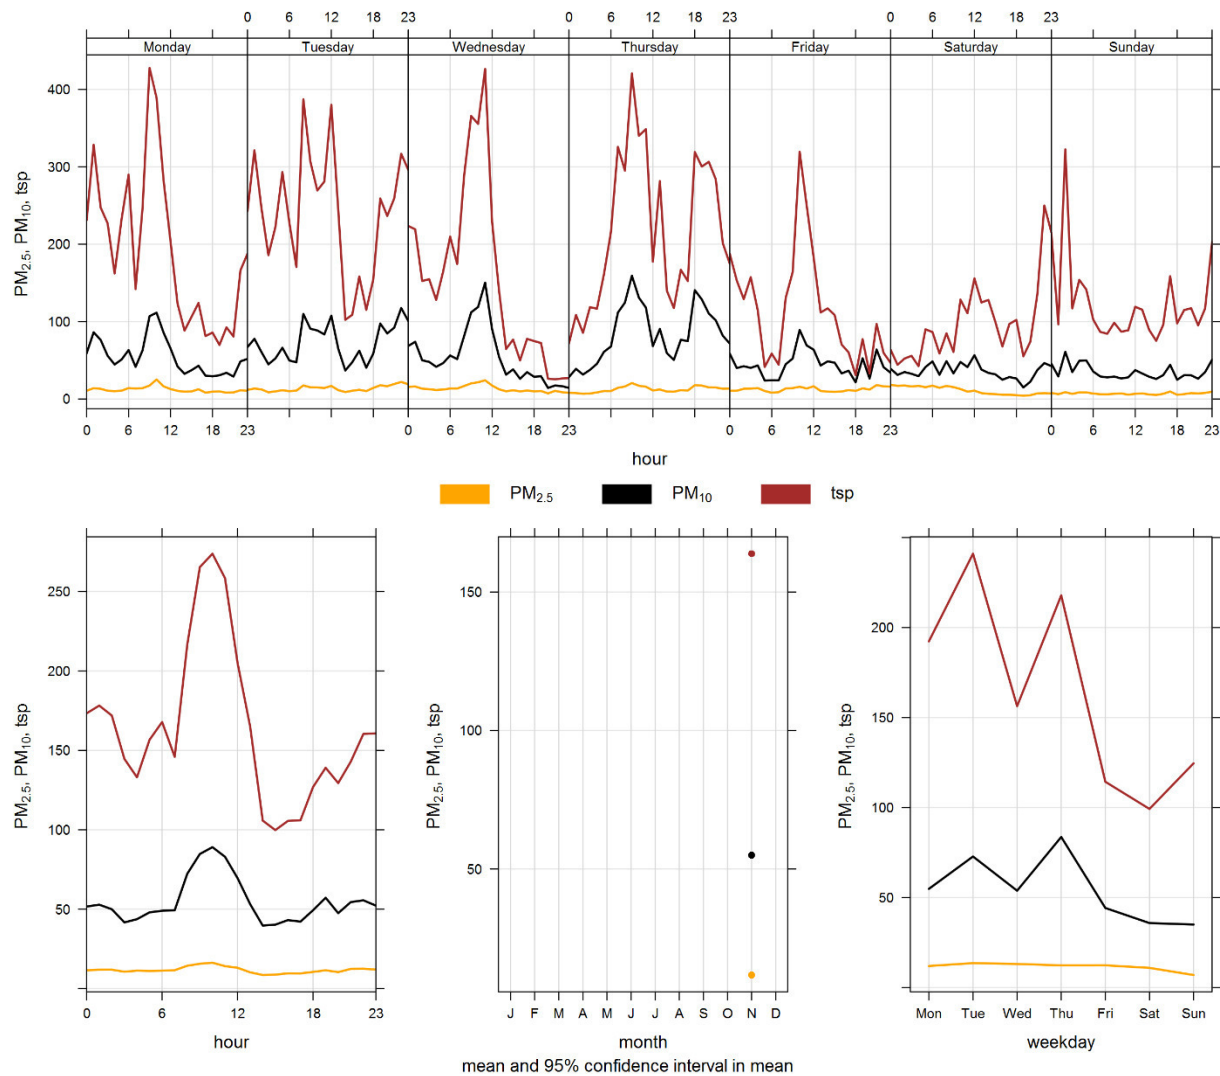 0 6 12 18 23 0 6 12 18 23 0 6 12 18 23
Monday Tuesday Wednesday Thursday Friday Saturday Sunday
400
300
200
100
0
PM2.5, PM10, tsp
0 6 12 18 23 0 6 12 18 23 0 6 12 18 23 0 6 12 18 23
hour
PM2.5 PM10 tsp
250
200
150
100
50
PM2.5, PM10, tsp
0 6 12 18 23
hour
150
100
50
PM2.5, PM10, tsp
J F M A M J J A S O N D
month
200
150
100
50
PM2.5, PM10, tsp
Mon Tue Wed Thu Fri Sat Sun
weekday
mean and 95% confidence interval in mean